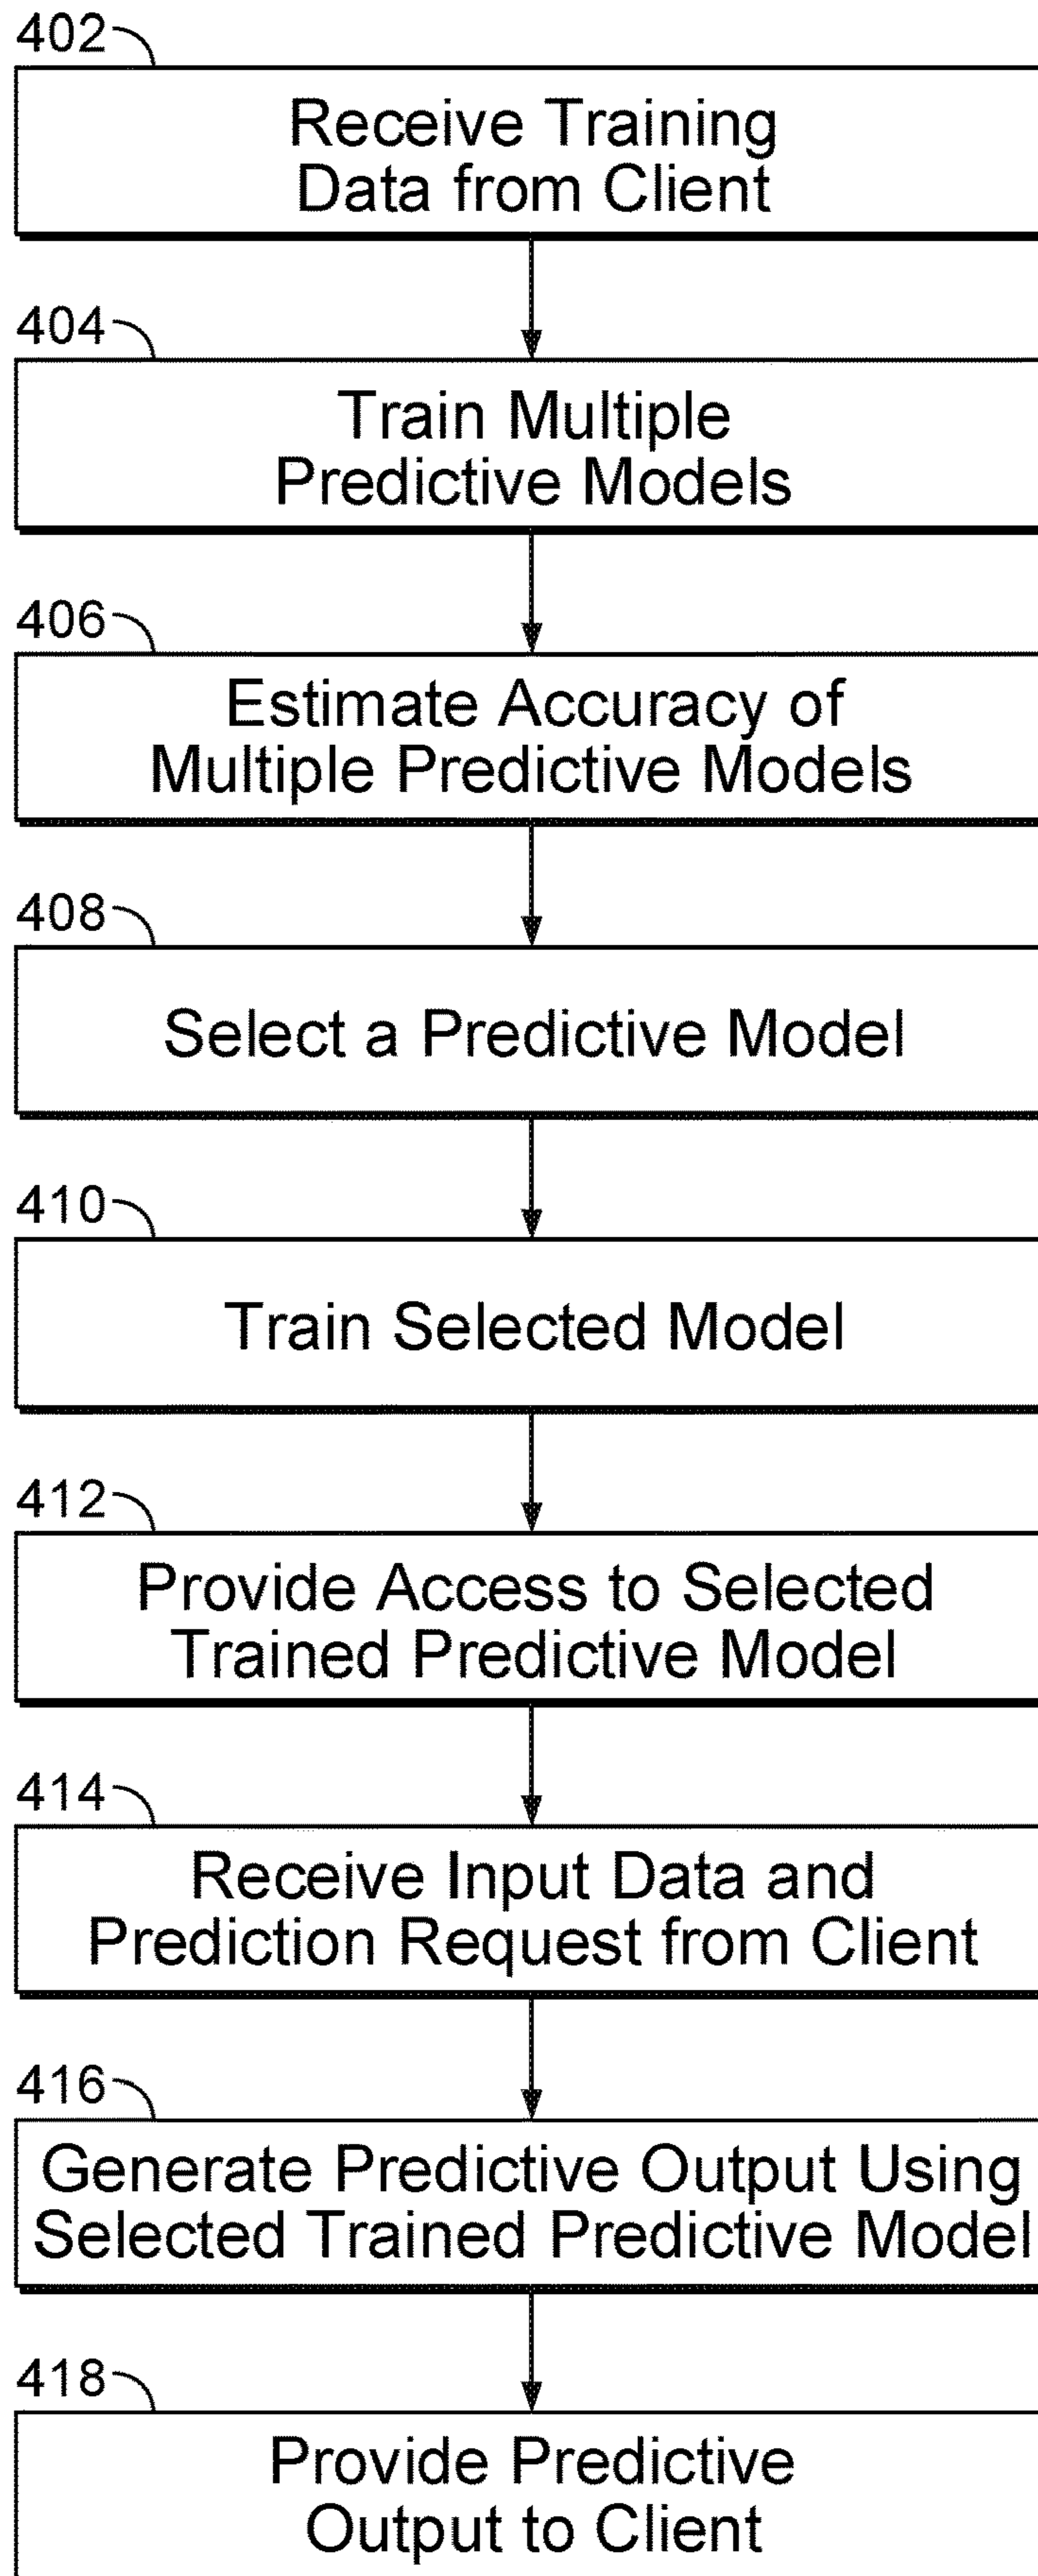 402
Receive Training
Data from Client
404
Train Multiple
Predictive Models
406
Estimate Accuracy of
Multiple Predictive Models
408
Select a Predictive Model
410
Train Selected Model
412
Provide Access to Selected
Trained Predictive Model
414
Receive Input Data and
Prediction Request from Client
416
Generate Predictive Output Using
Selected Trained Predictive Model
418
Provide Predictive
Output to Client